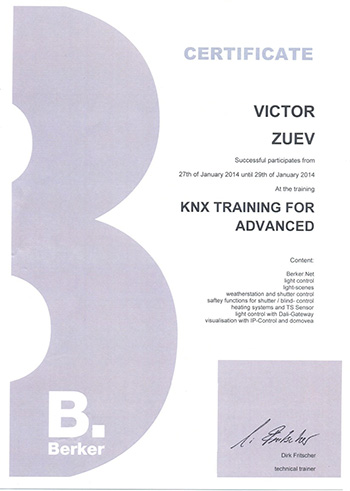 CERTIFICATE
VICTOR
ZUEV
Successful participates from
27th of January 2014 until 29th of January 2014
At the training
KNX TRAINING FOR
ADVANCED
Content:
Berker Net
light control
light-scenes
weatherstation and shutter control
saftey functions for shutter / blind- control
heating systems and TS Sensor
light control with Dali-Gateway
visualisation with IP-Control and domovea
B.
Berker
Dirk Fritscher
technical trainer